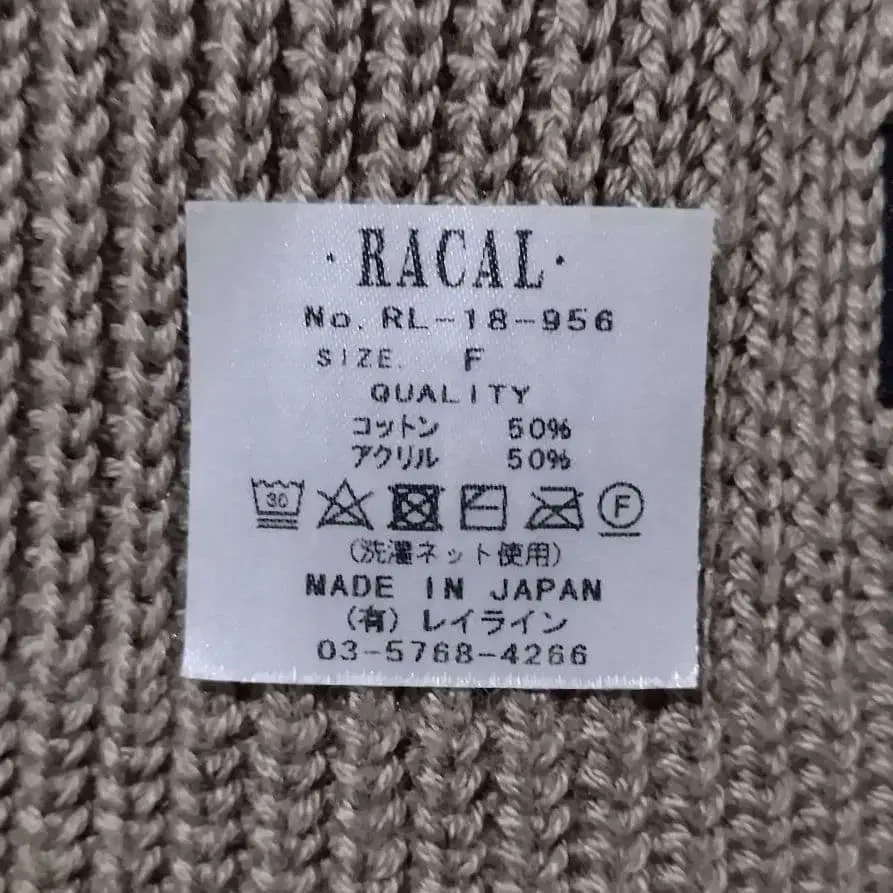 ・RACAL・
No. RL-18-956
SIZE. F
QUALITY
コットン 50%
アクリル 50%
30 F
(洗濯ネット使用)
MADE IN JAPAN
(有)レイライン
03-5768-4266